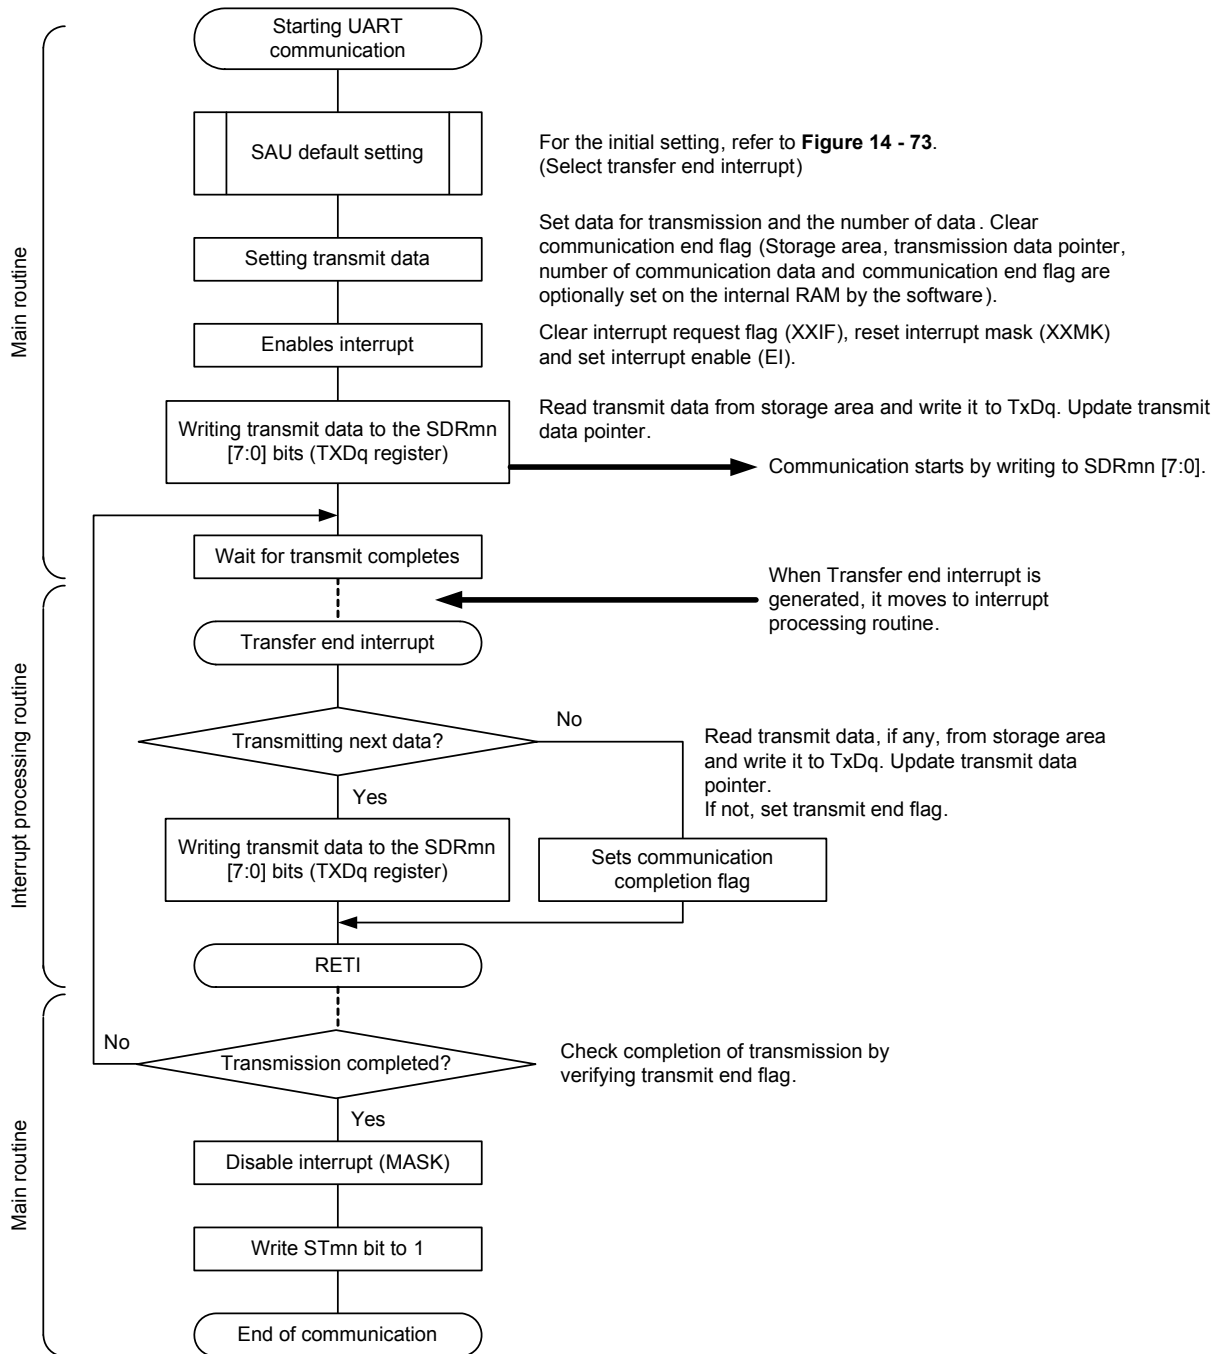 Starting UART
communication
SAU default setting
For the initial setting, refer to Figure 14 - 73.
(Select transfer end interrupt)
Setting transmit data
Set data for transmission and the number of data. Clear
communication end flag (Storage area, transmission data pointer,
number of communication data and communication end flag are
optionally set on the internal RAM by the software).
Main routine
Enables interrupt
Clear interrupt request flag (XXIF), reset interrupt mask (XXMK)
and set interrupt enable (EI).
Writing transmit data to the SDRmn
[7:0] bits (TXDq register)
Read transmit data from storage area and write it to TxDq. Update transmit
data pointer.
Communication starts by writing to SDRmn [7:0].
Wait for transmit completes
When Transfer end interrupt is
generated, it moves to interrupt
processing routine.
Transfer end interrupt
Interrupt processing routine
Transmitting next data?
No
Yes
Read transmit data, if any, from storage area
and write it to TxDq. Update transmit data
pointer.
If not, set transmit end flag.
Writing transmit data to the SDRmn
[7:0] bits (TXDq register)
Sets communication
completion flag
RETI
No
Transmission completed?
Check completion of transmission by
verifying transmit end flag.
Yes
Main routine
Disable interrupt (MASK)
Write STmn bit to 1
End of communication